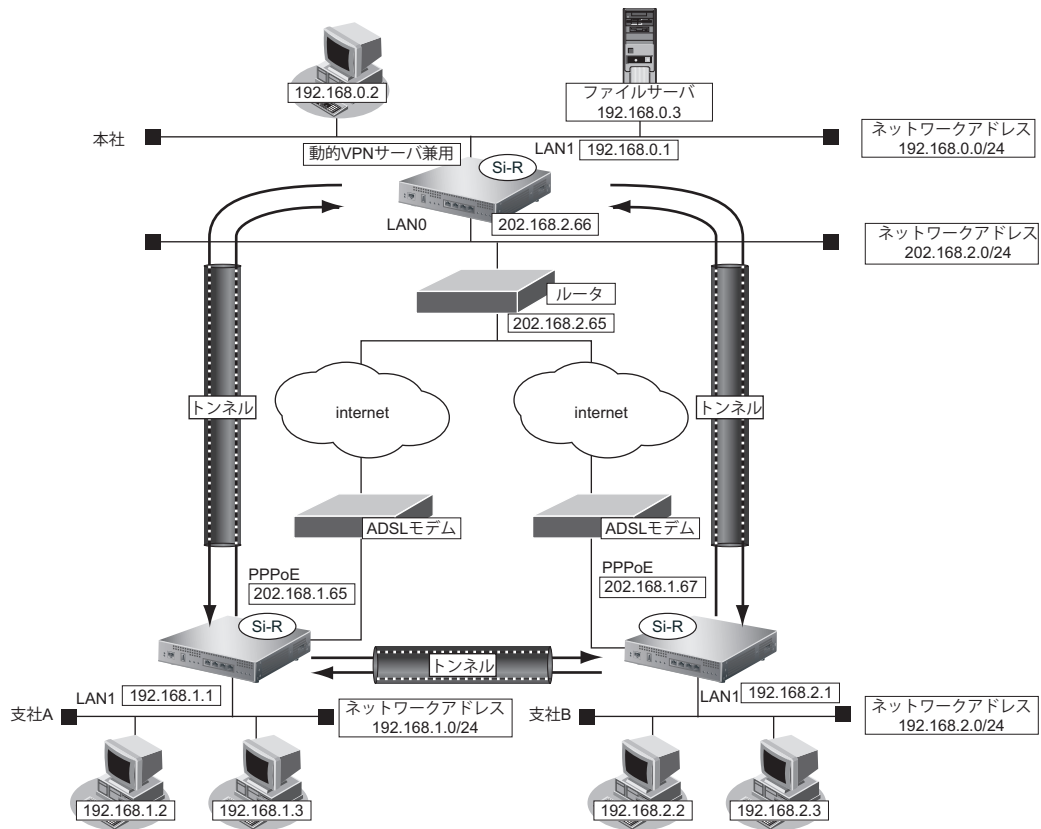 192.168.0.2
ファイルサーバ
192.168.0.3
本社
動的VPNサーバ兼用
LAN1 192.168.0.1
ネットワークアドレス
192.168.0.0/24
Si-R
LAN0
202.168.2.66
ネットワークアドレス
202.168.2.0/24
ルータ
202.168.2.65
トンネル
internet
internet
トンネル
ADSLモデム
ADSLモデム
PPPoE
202.168.1.65
PPPoE
202.168.1.67
Si-R
Si-R
トンネル
LAN1 192.168.1.1
LAN1 192.168.2.1
支社A
ネットワークアドレス
192.168.1.0/24
支社B
ネットワークアドレス
192.168.2.0/24
192.168.1.2
192.168.1.3
192.168.2.2
192.168.2.3